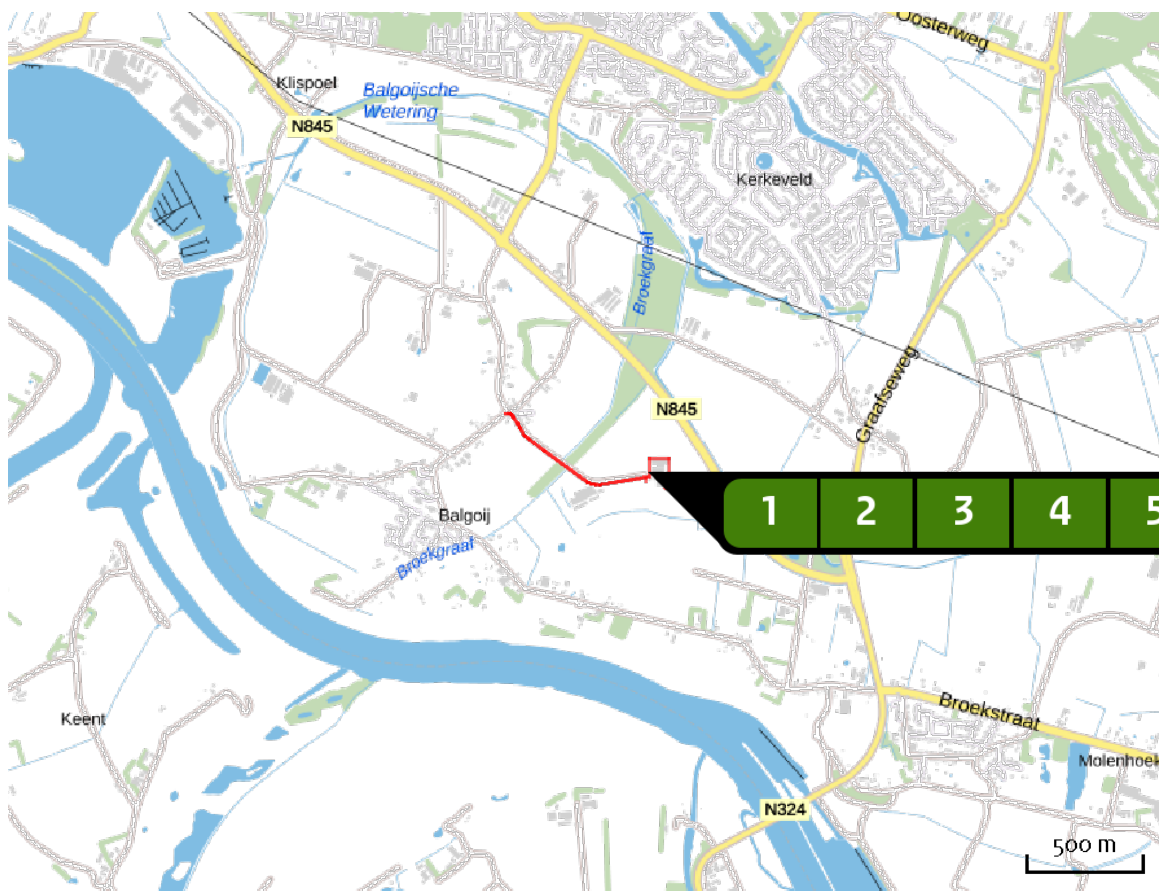 Oosterweg
Klispoel
Balgoijsche
Wetering
N845
Kerkeveld
Broekgraaf
Graafseweg
N845
1 2 3 4 5
Balgoij
Broekgraaf
Keent
Broekstraat
Molenhoek
N324
500 m